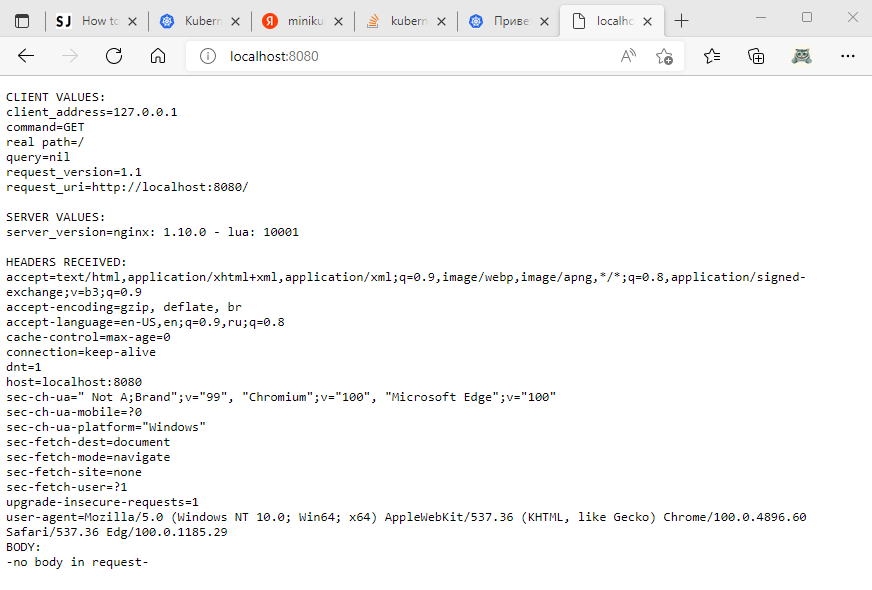 SJ How to
Kubern
Я miniku
kubern
Приве
localho
localhost:8080
CLIENT VALUES:
client_address=127.0.0.1
command=GET
real path=/
query=nil
request_version=1.1
request_uri=http://localhost:8080/
SERVER VALUES:
server_version=nginx: 1.10.0 - lua: 10001
HEADERS RECEIVED:
accept=text/html,application/xhtml+xml,application/xml;q=0.9,image/webp,image/apng,*/*;q=0.8,application/signed-
exchange;v=b3;q=0.9
accept-encoding=gzip, deflate, br
accept-language=en-US,en;q=0.9,ru;q=0.8
cache-control=max-age=0
connection=keep-alive
dnt=1
host=localhost:8080
sec-ch-ua=" Not A;Brand";v="99", "Chromium";v="100", "Microsoft Edge";v="100"
sec-ch-ua-mobile=?0
sec-ch-ua-platform="Windows"
sec-fetch-dest=document
sec-fetch-mode=navigate
sec-fetch-site=none
sec-fetch-user=?1
upgrade-insecure-requests=1
user-agent=Mozilla/5.0 (Windows NT 10.0; Win64; x64) AppleWebKit/537.36 (KHTML, like Gecko) Chrome/100.0.4896.60
Safari/537.36 Edg/100.0.1185.29
BODY:
-no body in request-